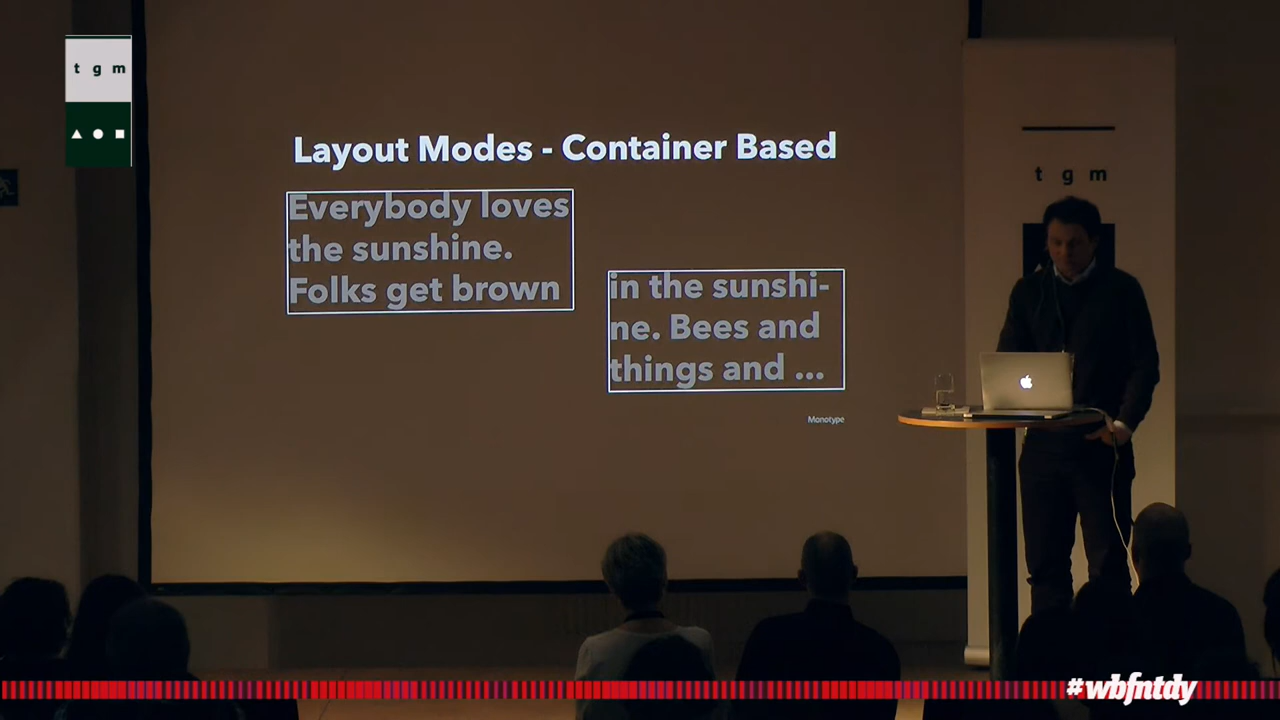 t g m
Layout Modes - Container Based
Everybody loves
the sunshine.
Folks get brown
in the sunshi-
ne. Bees and
things and ...
Monotype
t g m
#wbfntdy